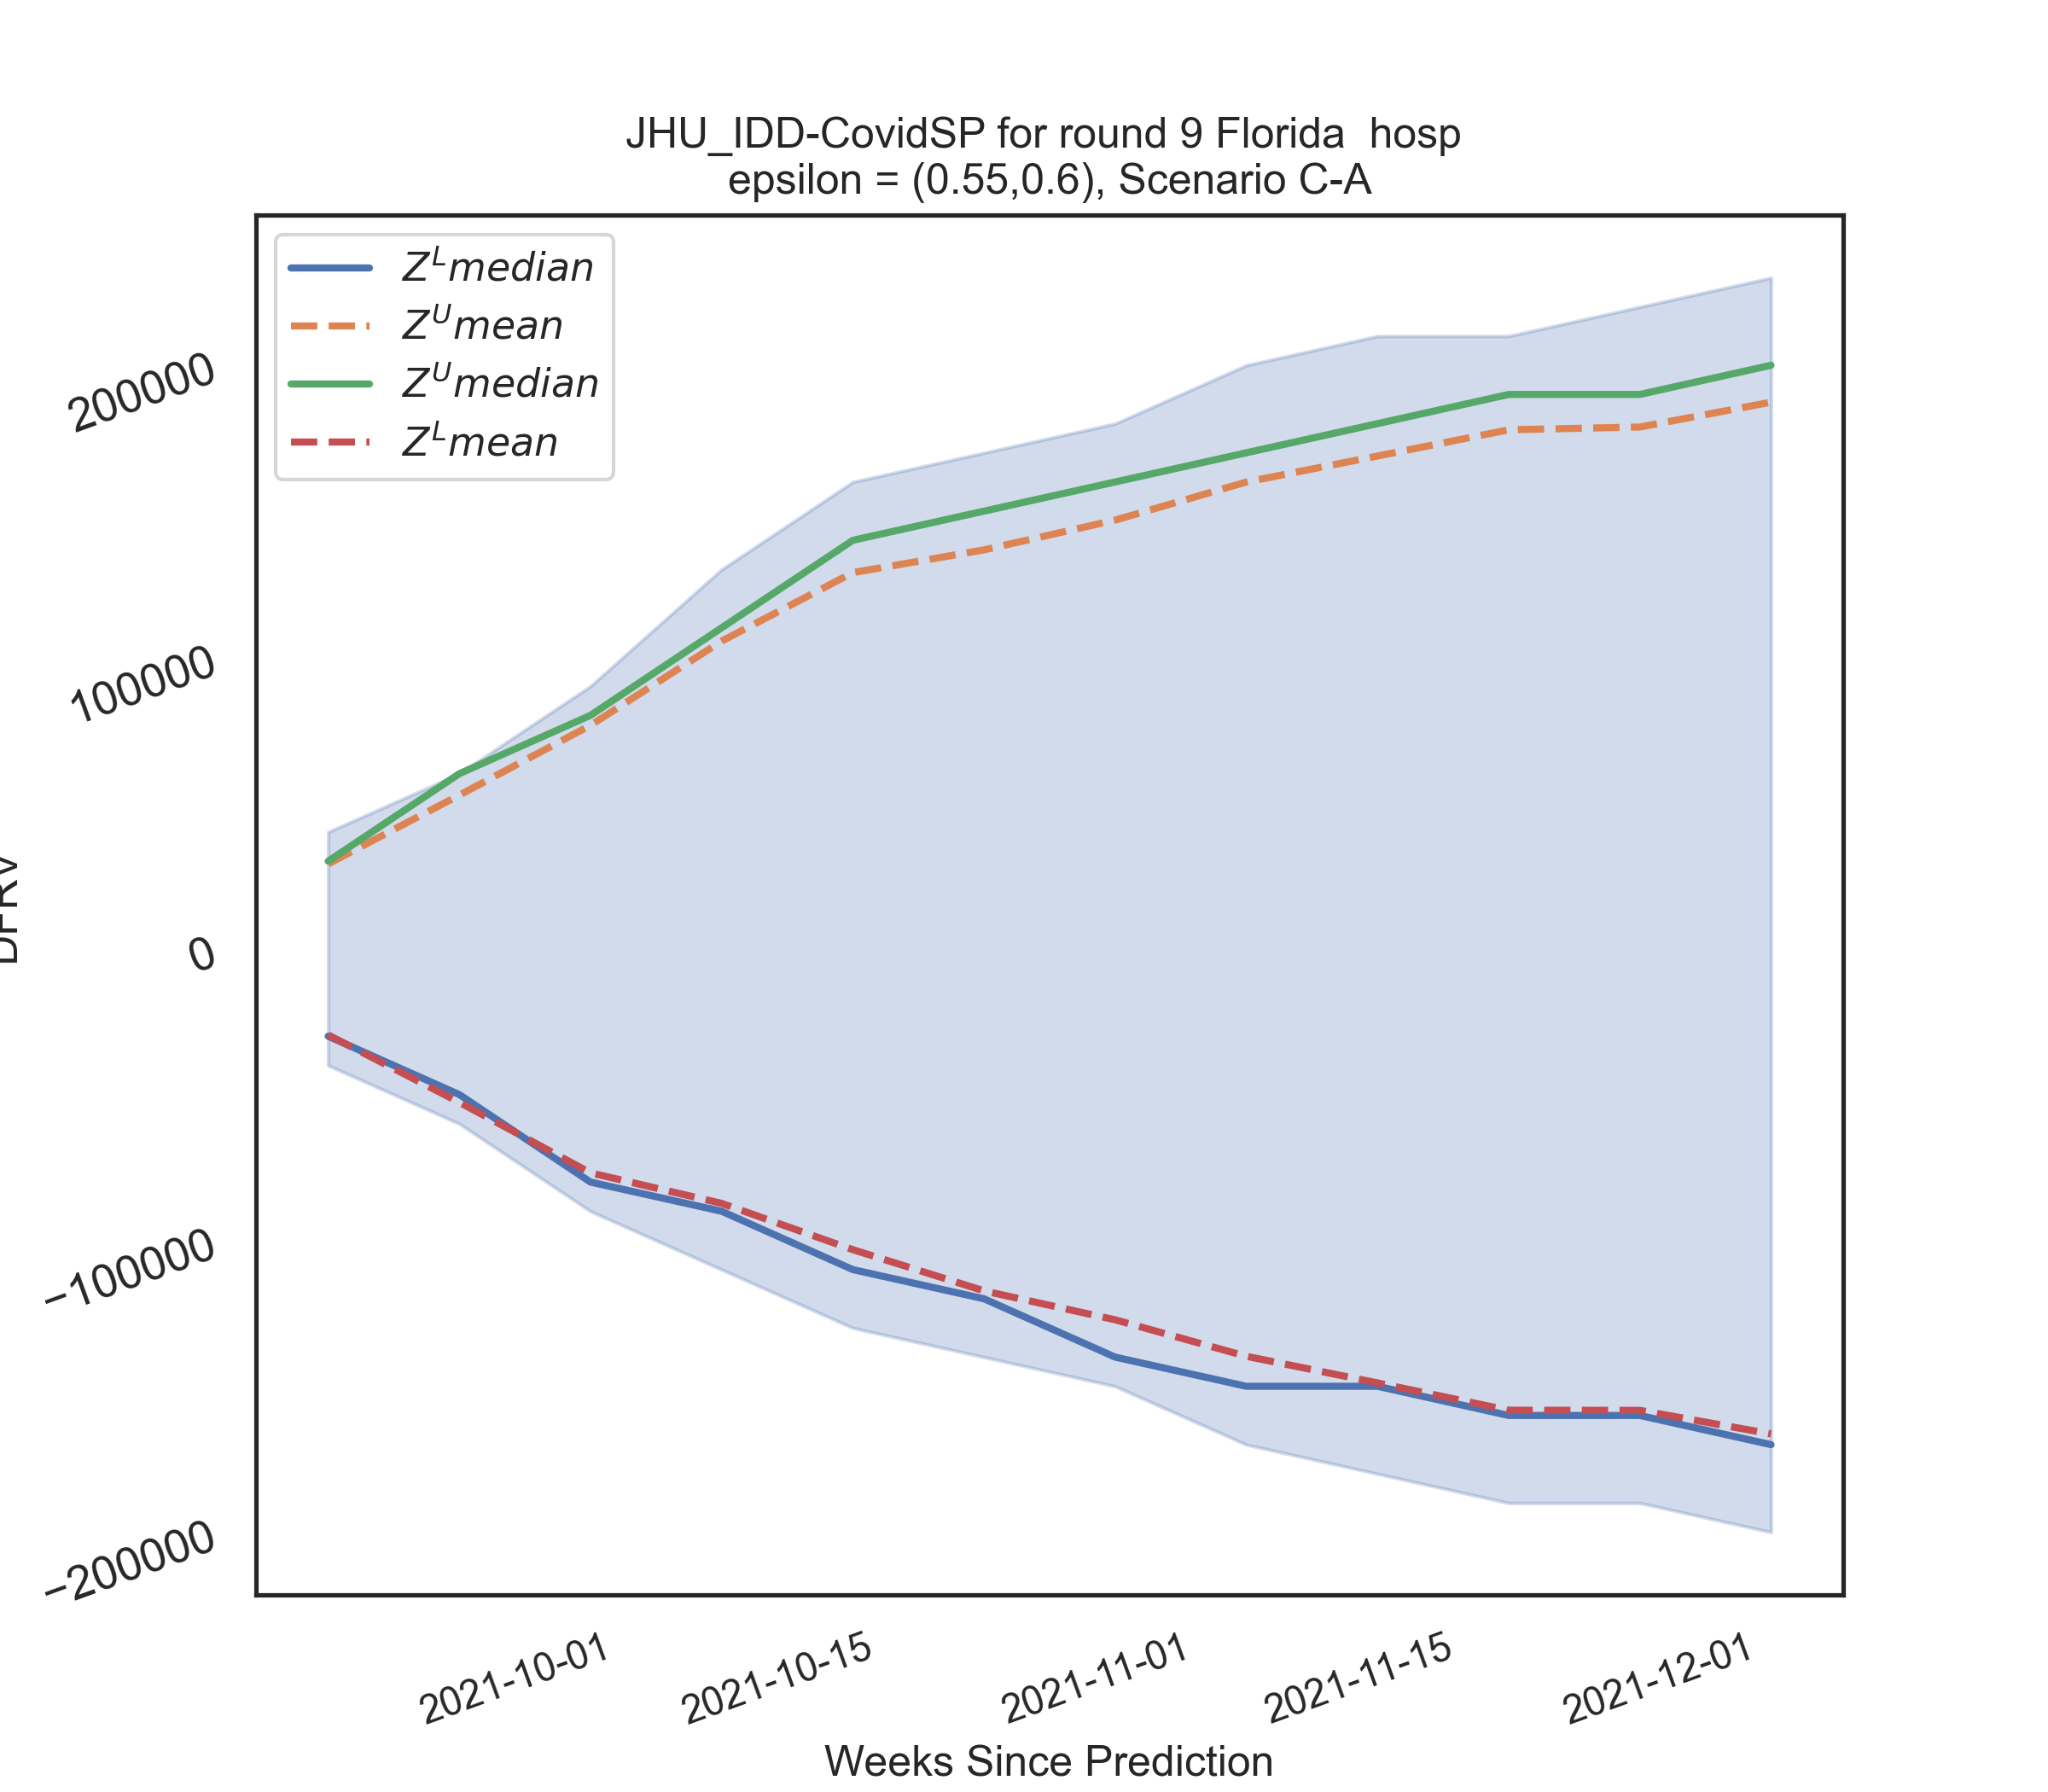 JHU_IDD-CovidSP for round 9 Florida hosp
epsilon = (0.55,0.6), Scenario C-A
Z^L median
Z^U mean
Z^U median
Z^L mean
200000
100000
0
−100000
−200000
2021-10-01
2021-10-15
2021-11-01
2021-11-15
2021-12-01
Weeks Since Prediction